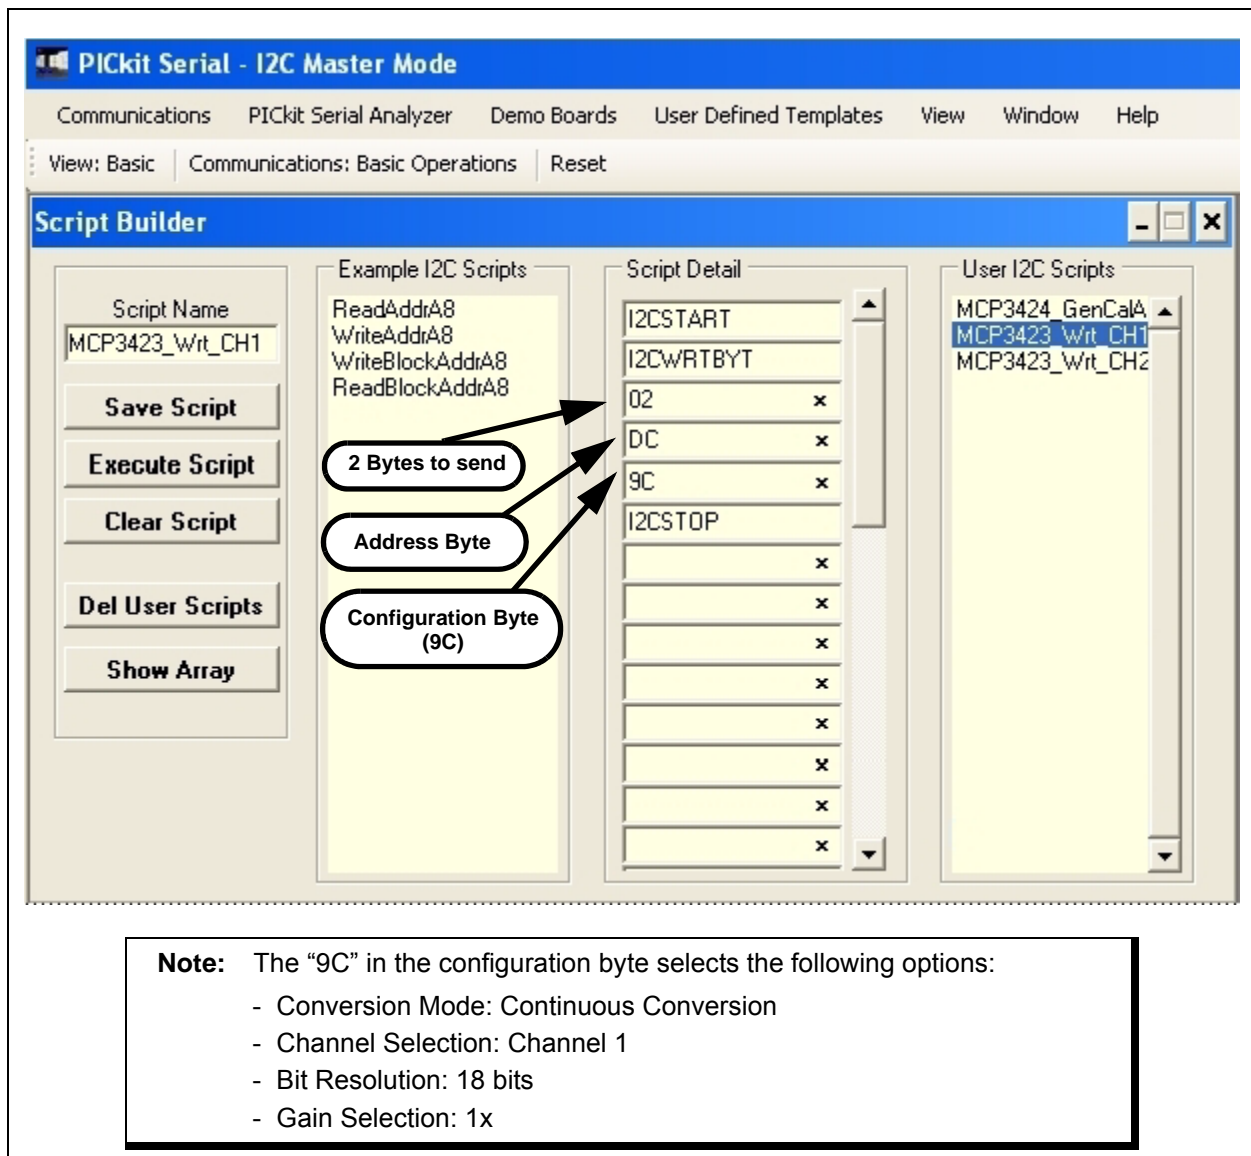 PICkit Serial - I2C Master Mode
Communications PICkit Serial Analyzer Demo Boards User Defined Templates View Window Help
View: Basic Communications: Basic Operations Reset
Script Builder
Script Name
MCP3423_Wrt_CH1
Save Script
Execute Script
Clear Script
Del User Scripts
Show Array
Example I2C Scripts
ReadAddrA8
WriteAddrA8
WriteBlockAddrA8
ReadBlockAddrA8
2 Bytes to send
Address Byte
Configuration Byte
(9C)
Script Detail
I2CSTART
I2CWRTBYT
02
DC
9C
I2CSTOP
User I2C Scripts
MCP3424_GenCalA
MCP3423_Wrt_CH1
MCP3423_Wrt_CH2
Note: The “9C” in the configuration byte selects the following options:
- Conversion Mode: Continuous Conversion
- Channel Selection: Channel 1
- Bit Resolution: 18 bits
- Gain Selection: 1x